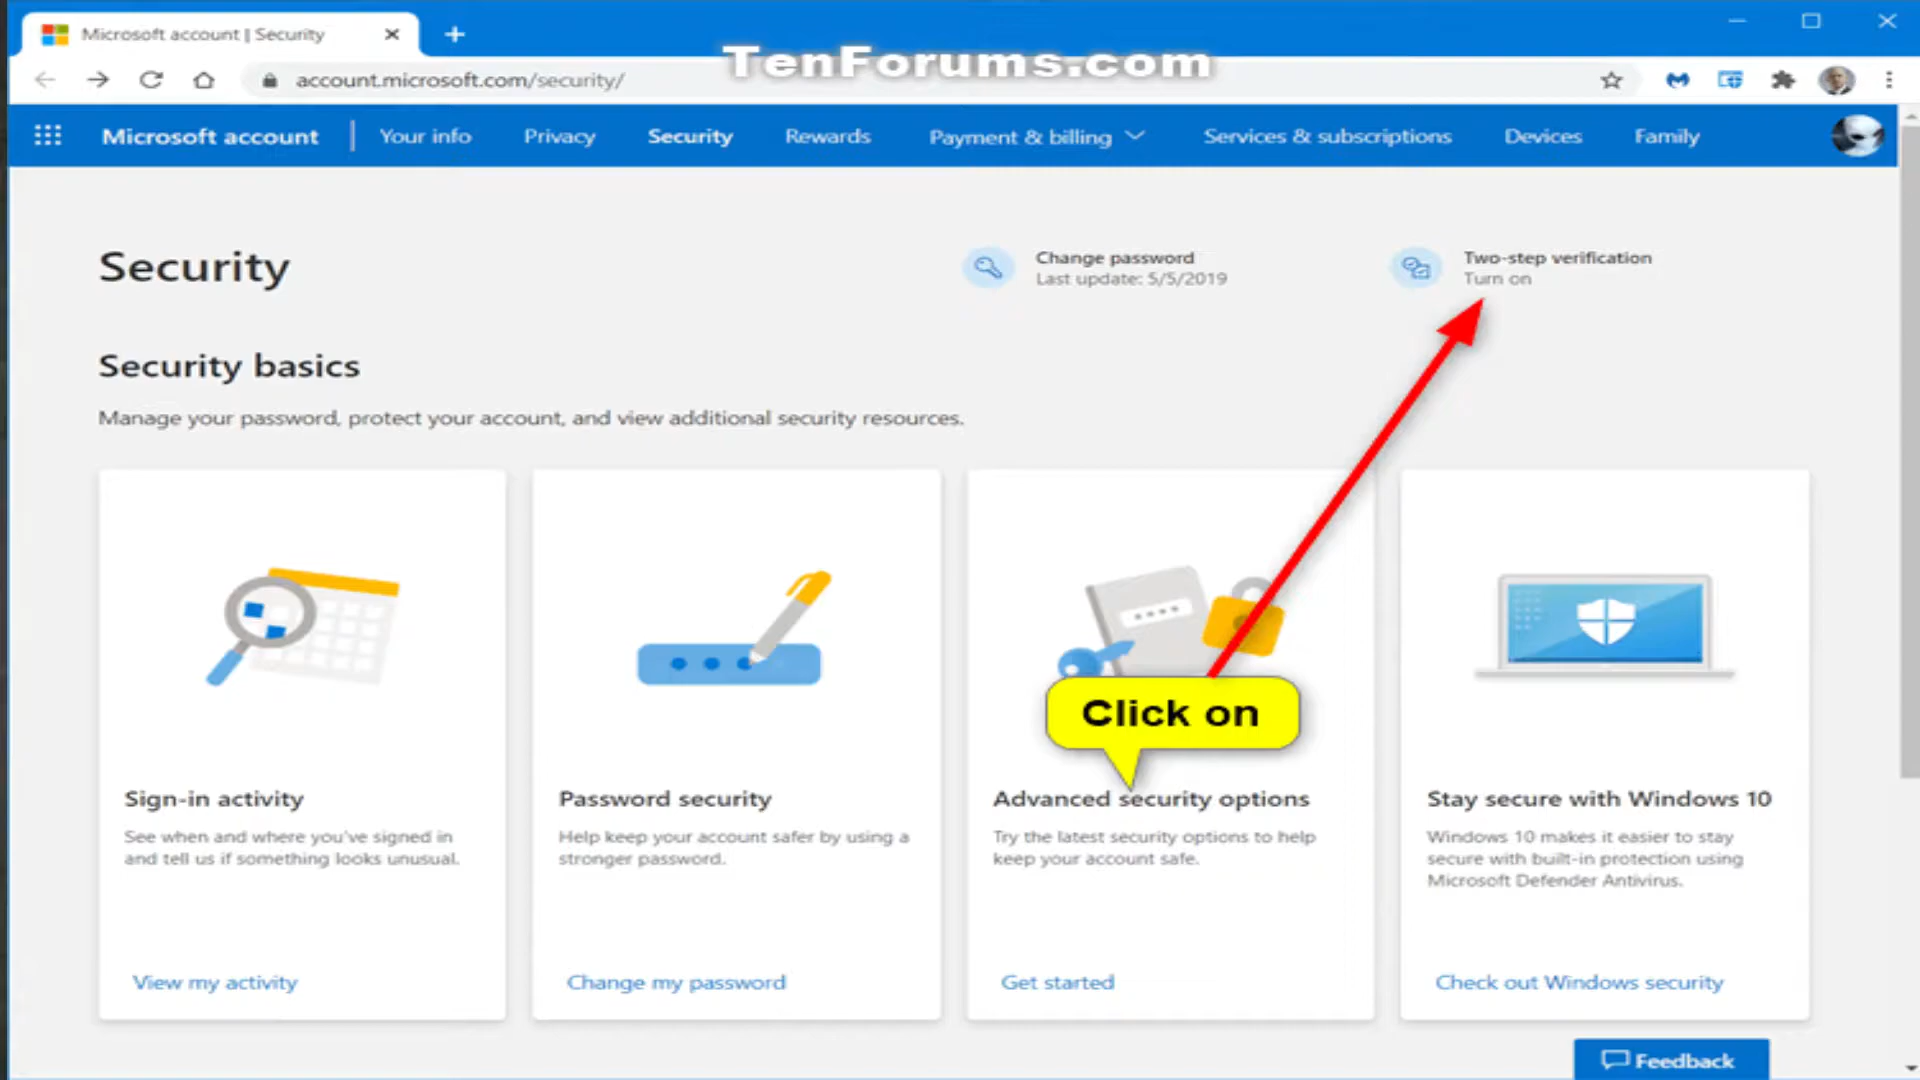 Microsoft account | Security
TenForums.com
account.microsoft.com/security/
Microsoft account | Your info Privacy Security Rewards Payment & billing Services & subscriptions Devices Family
Security
Change password
Last update: 5/5/2019
Two-step verification
Turn on
Security basics
Manage your password, protect your account, and view additional security resources.
Click on
Sign-in activity
See when and where you've signed in
and tell us if something looks unusual.
View my activity
Password security
Help keep your account safer by using a
stronger password.
Change my password
Advanced security options
Try the latest security options to help
keep your account safe.
Get started
Stay secure with Windows 10
Windows 10 makes it easier to stay
secure with built-in protection using
Microsoft Defender Antivirus.
Check out Windows security
Feedback